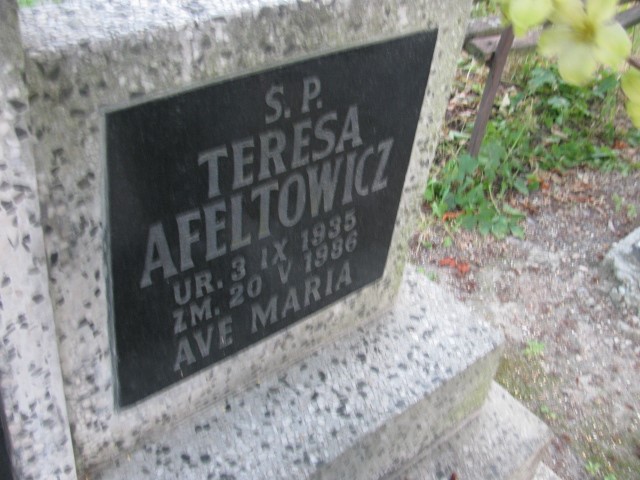 S. P.
TERESA
AFELTOWICZ
UR. 3 IX 1935
ZM. 20 V 1986
AVE MARIA